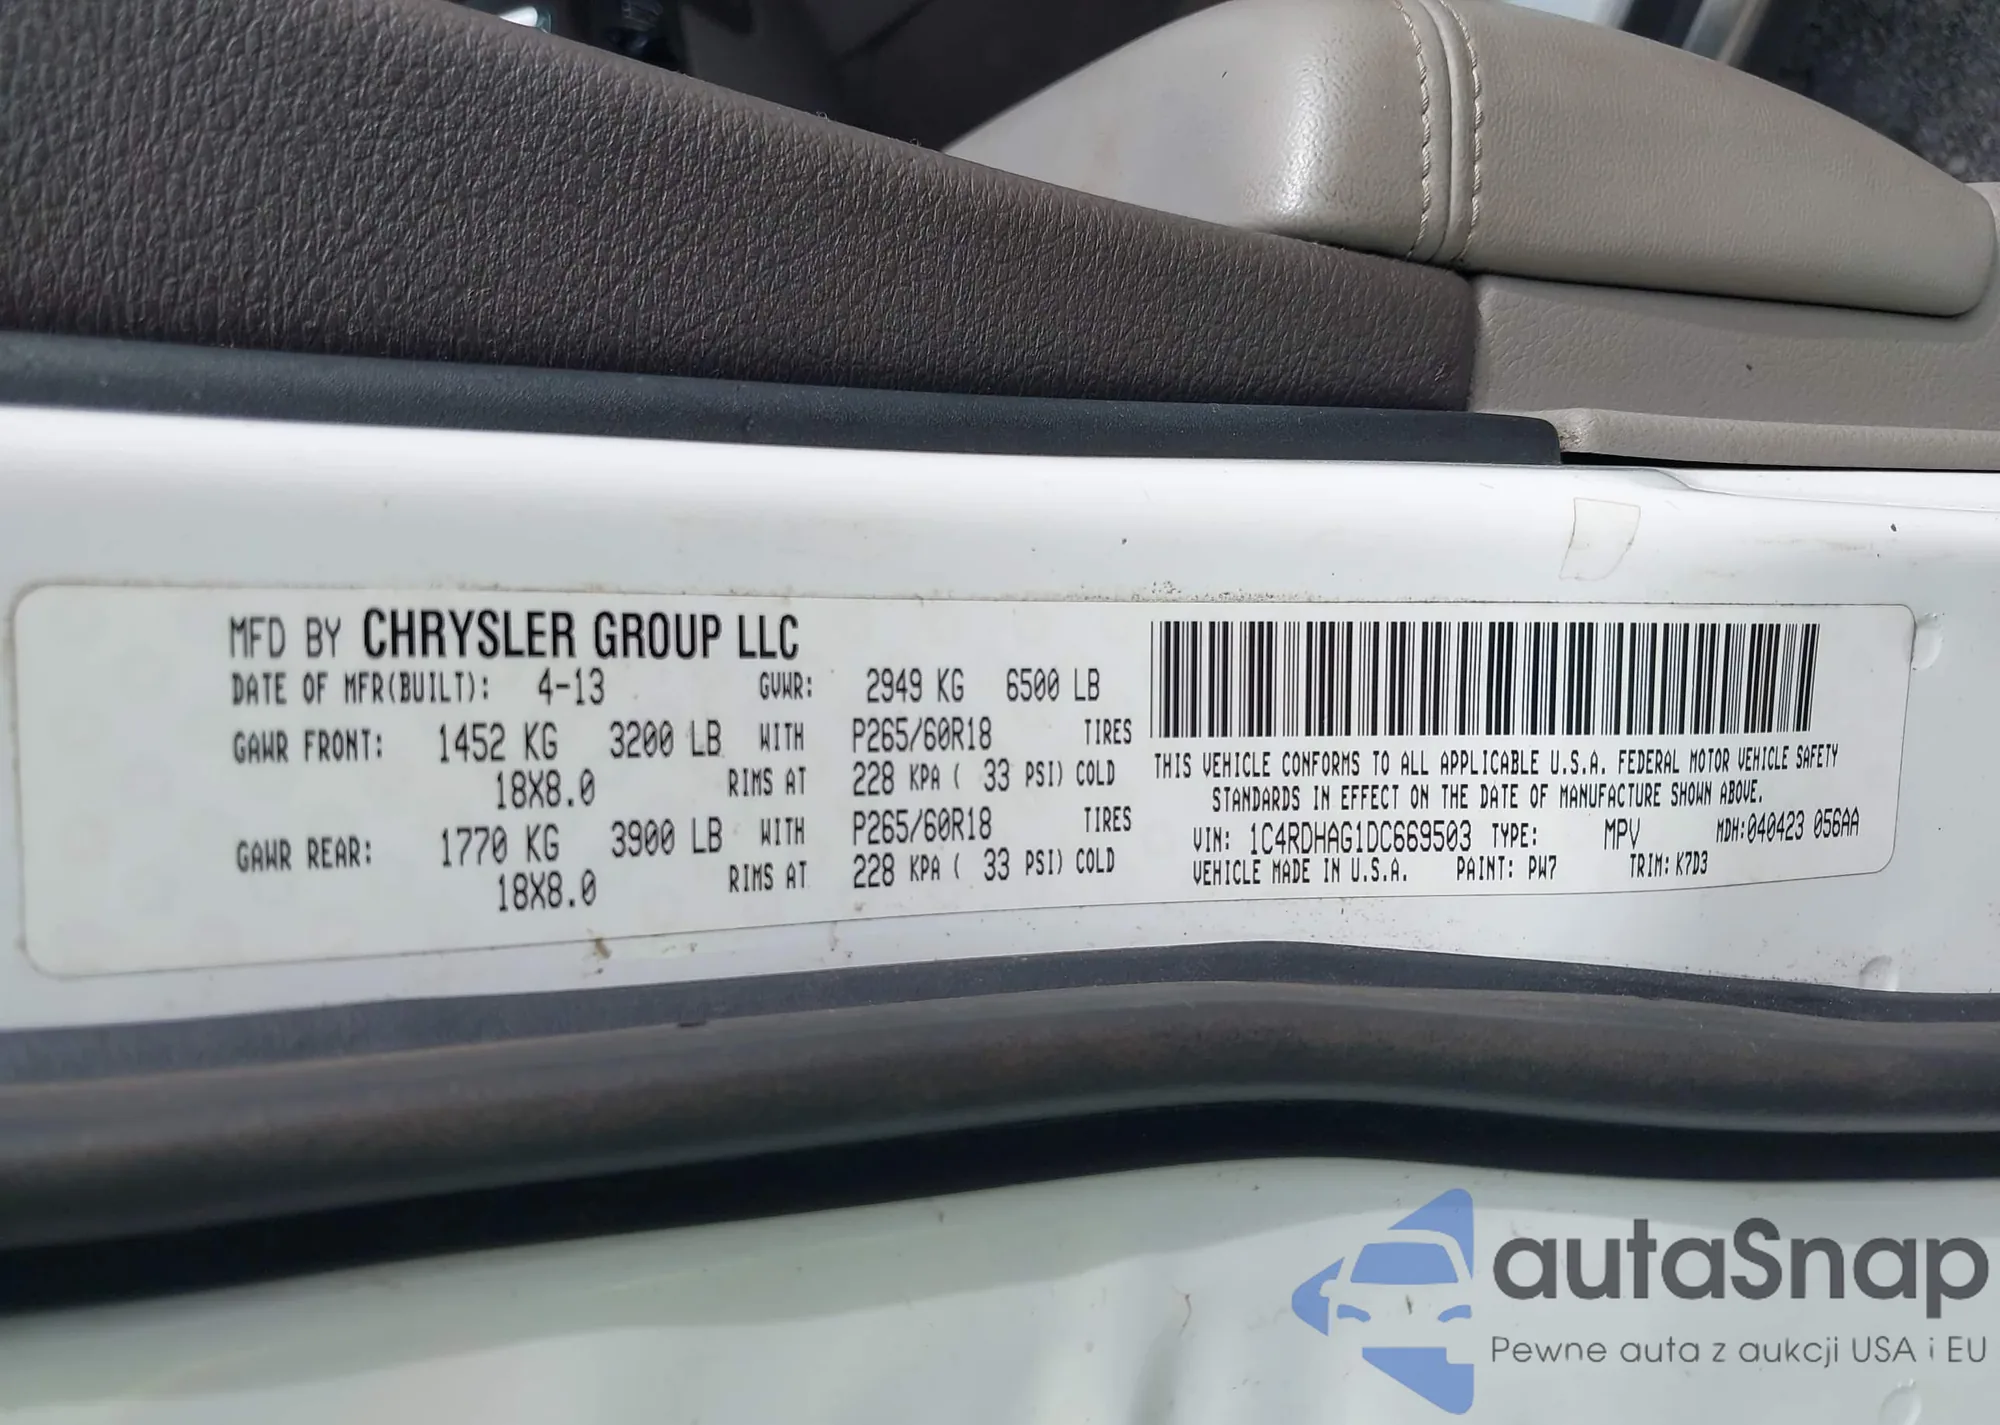 MFD BY CHRYSLER GROUP LLC
DATE OF MFR(BUILT): 4-13 GVWR: 2949 KG 6500 LB
GAWR FRONT: 1452 KG 3200 LB WITH P265/60R18 TIRES
18X8.0 RIMS AT 228 KPA ( 33 PSI) COLD
GAWR REAR: 1770 KG 3900 LB WITH P265/60R18 TIRES
18X8.0 RIMS AT 228 KPA ( 33 PSI) COLD
THIS VEHICLE CONFORMS TO ALL APPLICABLE U.S.A. FEDERAL MOTOR VEHICLE SAFETY
STANDARDS IN EFFECT ON THE DATE OF MANUFACTURE SHOWN ABOVE.
VIN: 1C4RDHAG1DC669503 TYPE: MPV MDH:040423 056AA
VEHICLE MADE IN U.S.A. PAINT: PW7 TRIM: K7D3
autaSnap
Pewne auta z aukcji USA i EU